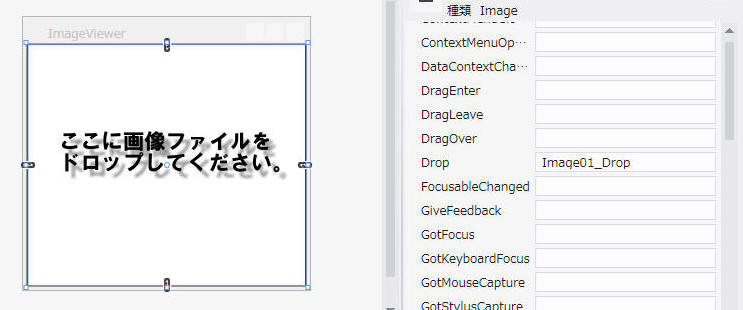 種類 Image
ImageViewer
ContextMenuOp…
DataContextCha…
DragEnter
DragLeave
DragOver
ここに画像ファイルを
ドロップしてください。
Drop Image01_Drop
FocusableChanged
GiveFeedback
GotFocus
GotKeyboardFocus
GotMouseCapture
GotStylusCapture